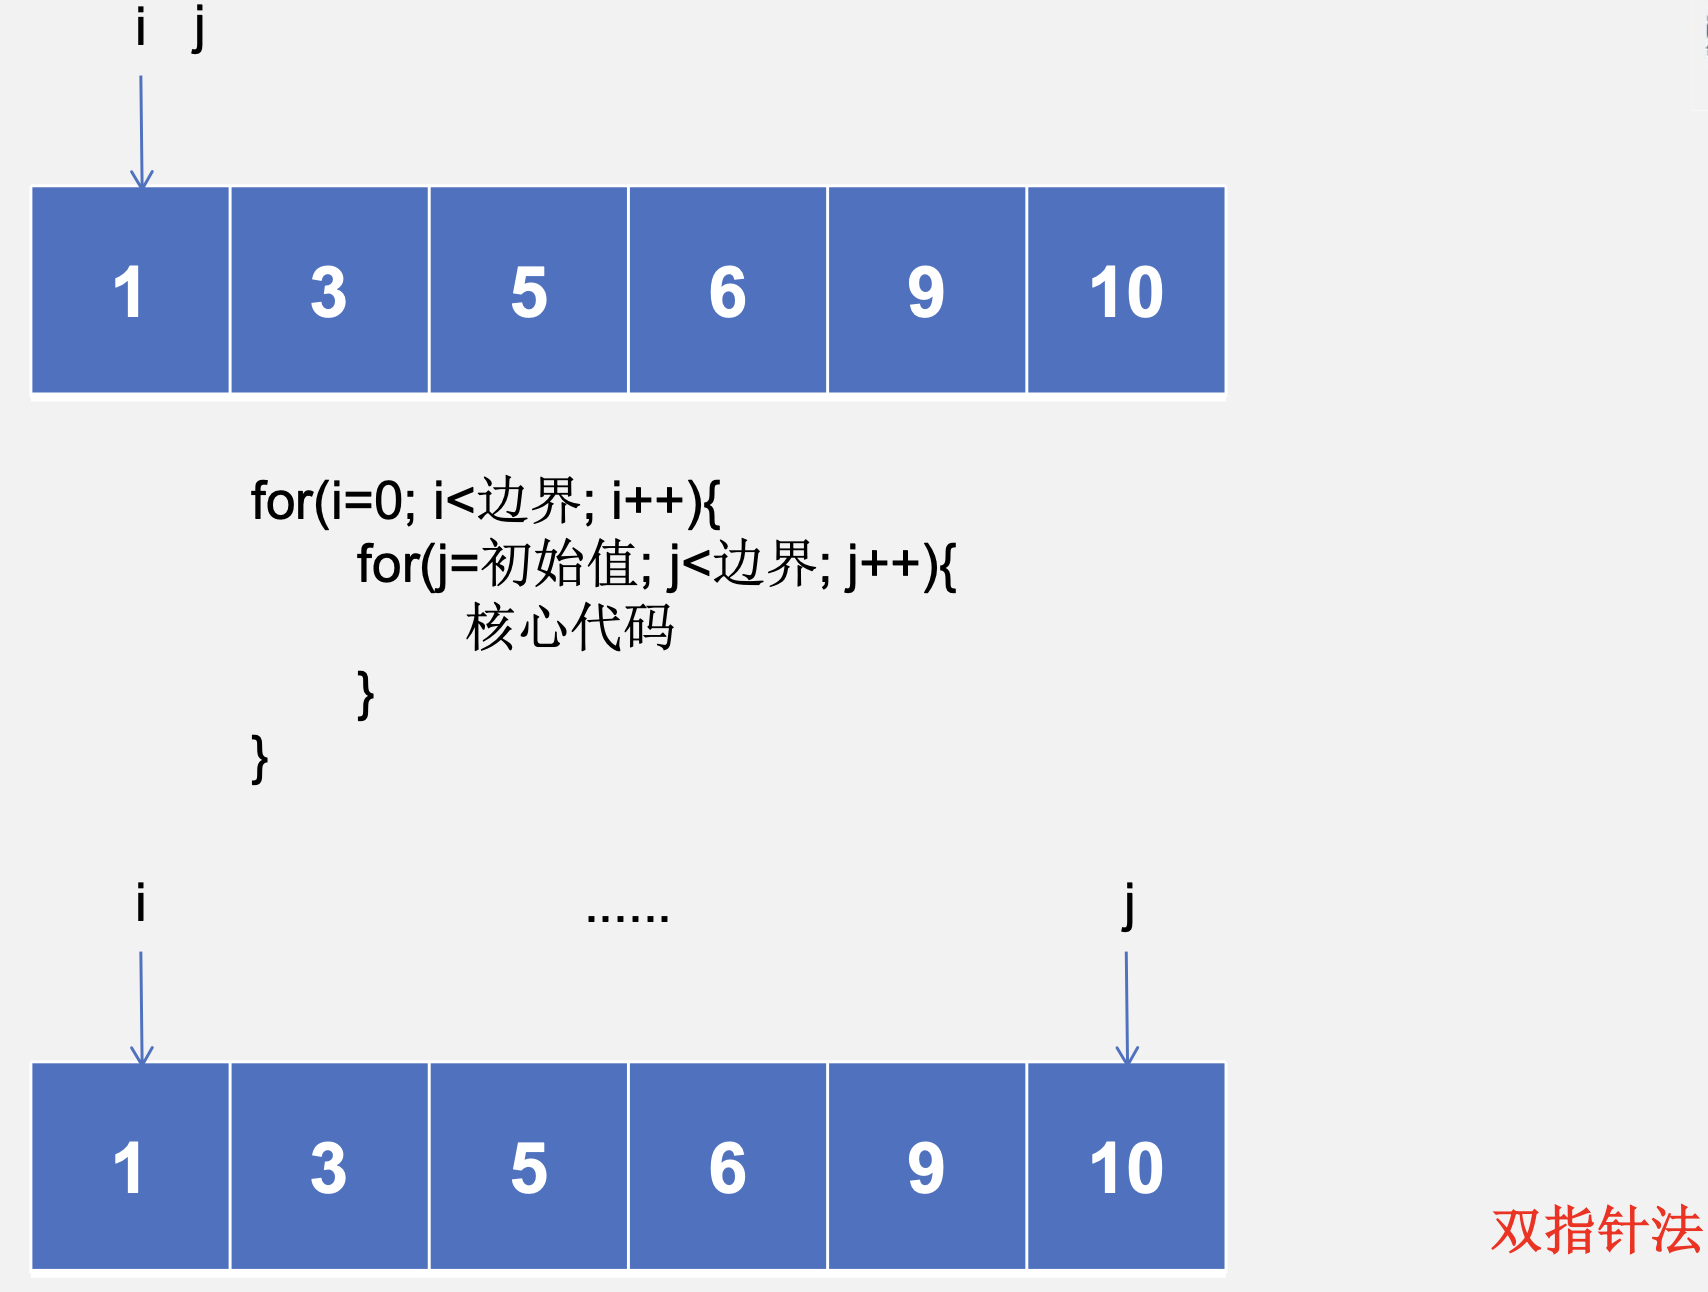 i j
1 3 5 6 9 10
for(i=0; i<边界; i++){
for(j=初始值; j<边界; j++){
核心代码
}
}
i ...... j
1 3 5 6 9 10
双指针法